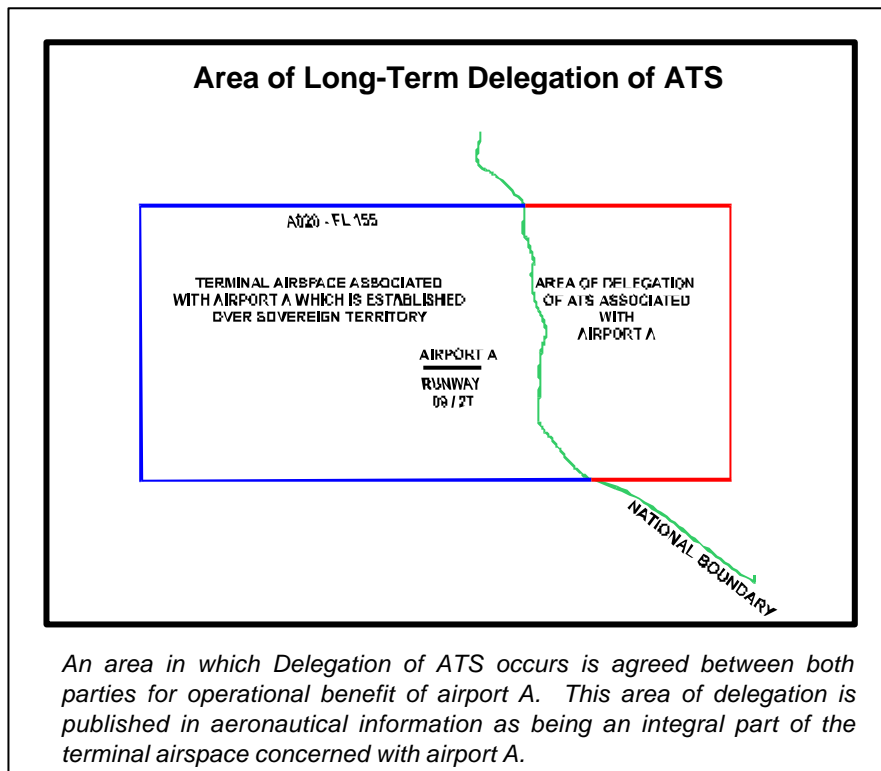 Area of Long-Term Delegation of ATS
A020 - FL 155
TERMINAL AIRSPACE ASSOCIATED
WITH AIRPORT A WHICH IS ESTABLISHED
OVER SOVEREIGN TERRITORY
AREA OF DELEGATION
OF ATS ASSOCIATED
WITH
AIRPORT A
AIRPORT A
RUNWAY
09 / 27
NATIONAL BOUNDARY
An area in which Delegation of ATS occurs is agreed between both
parties for operational benefit of airport A. This area of delegation is
published in aeronautical information as being an integral part of the
terminal airspace concerned with airport A.